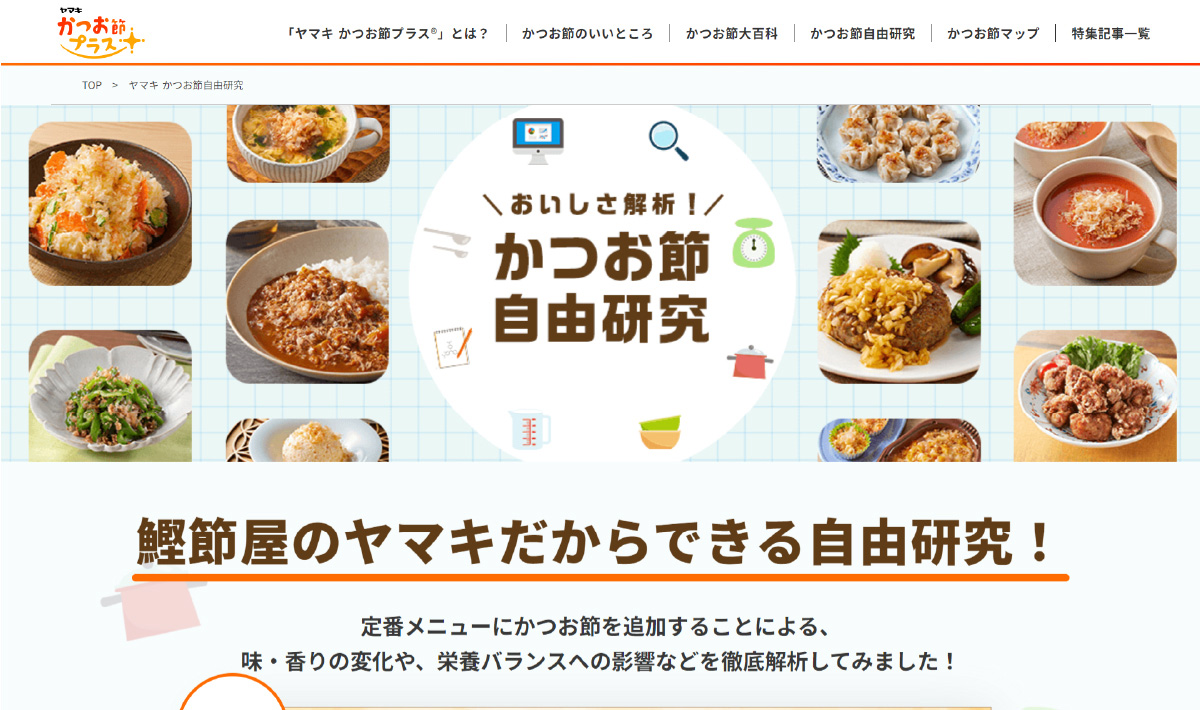 ヤマキ
かつお節
プラス
「ヤマキ かつお節プラス®」とは?
かつお節のいいところ
かつお節大百科
かつお節自由研究
かつお節マップ
特集記事一覧
TOP > ヤマキ かつお節自由研究
\おいしさ解析!/
かつお節
自由研究
鰹節屋のヤマキだからできる自由研究!
定番メニューにかつお節を追加することによる、
味・香りの変化や、栄養バランスへの影響などを徹底解析してみました!